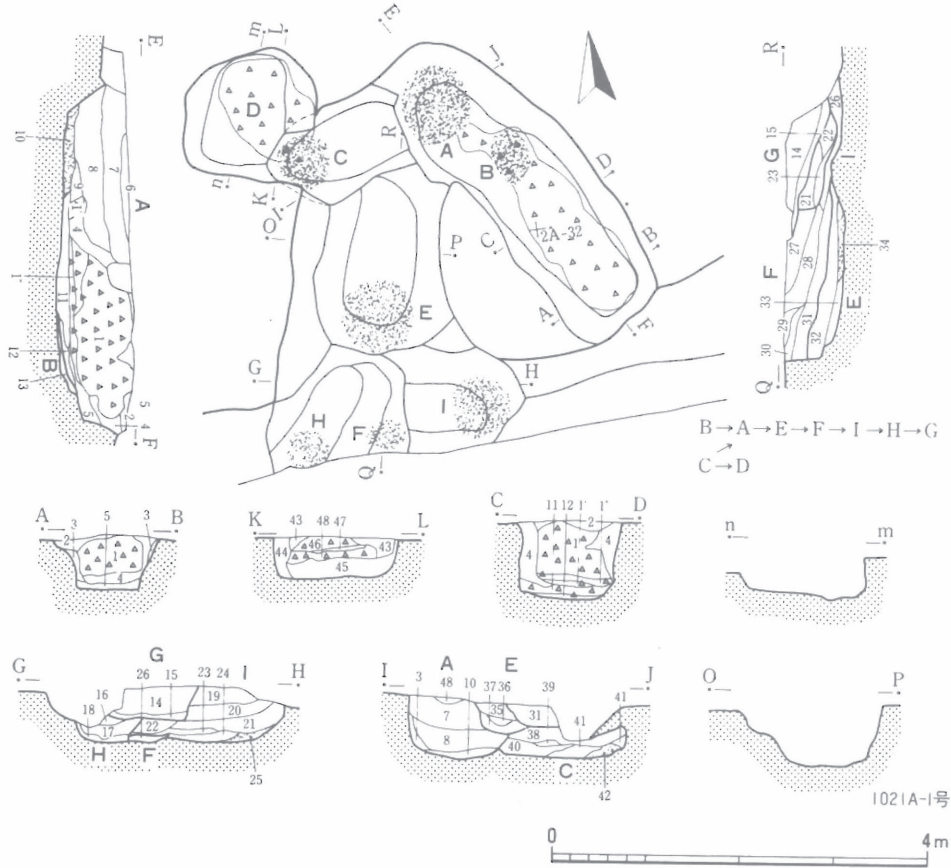 E
10
8
7
6
A
9
1
4
1'
11
12
B
13
5
5
2
4
F
m
L
E
J
D
C
K
n
O
R
A
B
D
B
2A-32
C
P
A
F
E
G
H
H
F
I
Q
R
15
G
14
22
26
I
23
21
34
27
28
F
33
E
29
31
32
30
Q
B→A→E→F→I→H→G
C→D
A 3 5 3 B
2
1
4
K 43 48 47 L
44
46
43
45
C 11 12 1' 2 1' D
4
1
4
n m
G
G 26 15 23 24 I H
16
14
19
18
20
17
22
21
H F
25
I
A E
3 48 10 37 36 39 41 J
7
35
31
41
38
8
40
C
42
O P
1021A-1号
0 4m